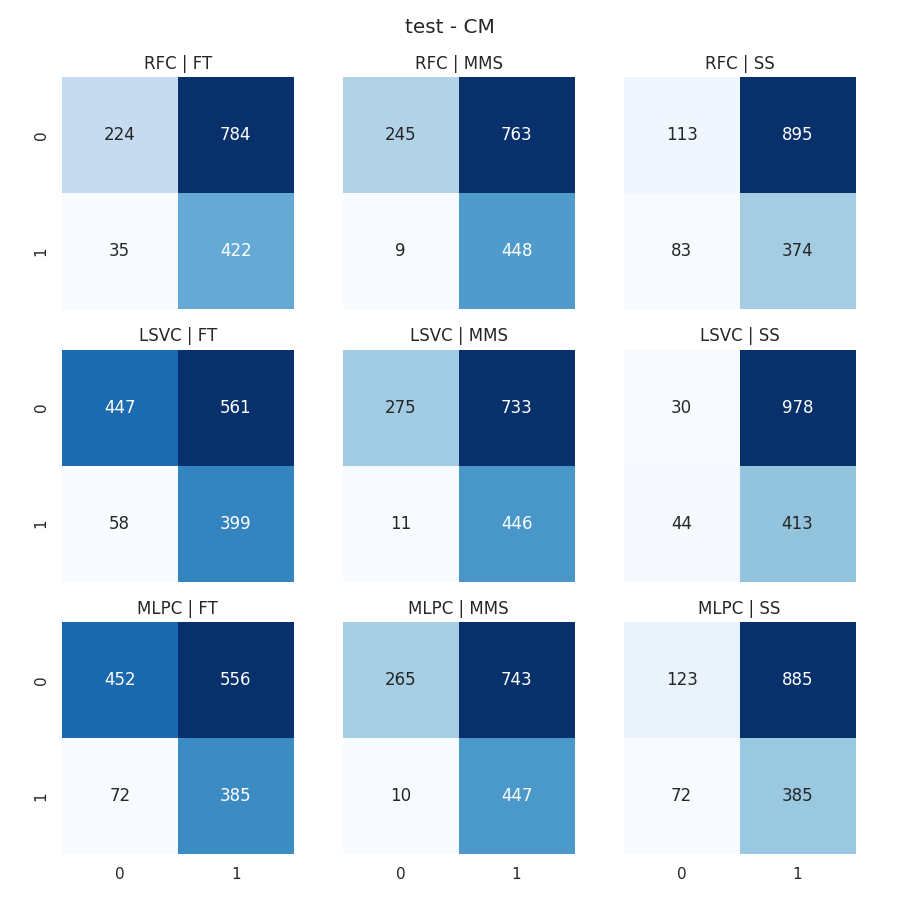 test - CM
RFC | FT RFC | MMS RFC | SS
0 224 784 245 763 113 895
1 35 422 9 448 83 374
LSVC | FT LSVC | MMS LSVC | SS
0 447 561 275 733 30 978
1 58 399 11 446 44 413
MLPC | FT MLPC | MMS MLPC | SS
0 452 556 265 743 123 885
1 72 385 10 447 72 385
0 1 0 1 0 1